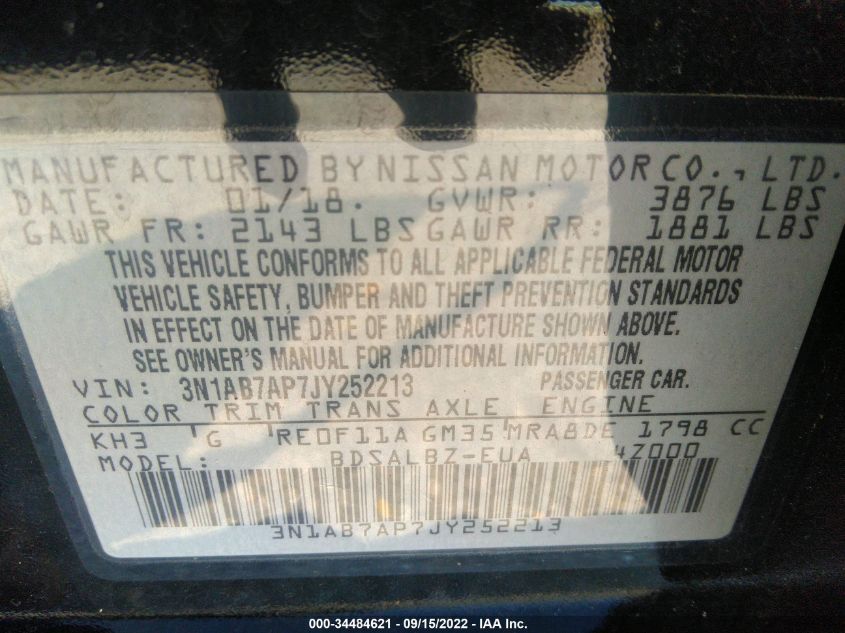 MANUFACTURED BY NISSAN MOTOR CO., LTD.
DATE: 01/18. GVWR: 3876 LBS
GAWR FR: 2143 LBS GAWR RR: 1881 LBS
THIS VEHICLE CONFORMS TO ALL APPLICABLE FEDERAL MOTOR
VEHICLE SAFETY, BUMPER AND THEFT PREVENTION STANDARDS
IN EFFECT ON THE DATE OF MANUFACTURE SHOWN ABOVE.
SEE OWNER'S MANUAL FOR ADDITIONAL INFORMATION.
VIN: 3N1AB7AP7JY252213 PASSENGER CAR.
COLOR TRIM TRANS AXLE ENGINE
KH3 G RE0F11A GM35 MRA8DE 1798 CC
MODEL: BDSALBZ-EUA 4Z000
3N1AB7AP7JY252213
000-34484621 - 09/15/2022 - IAA Inc.